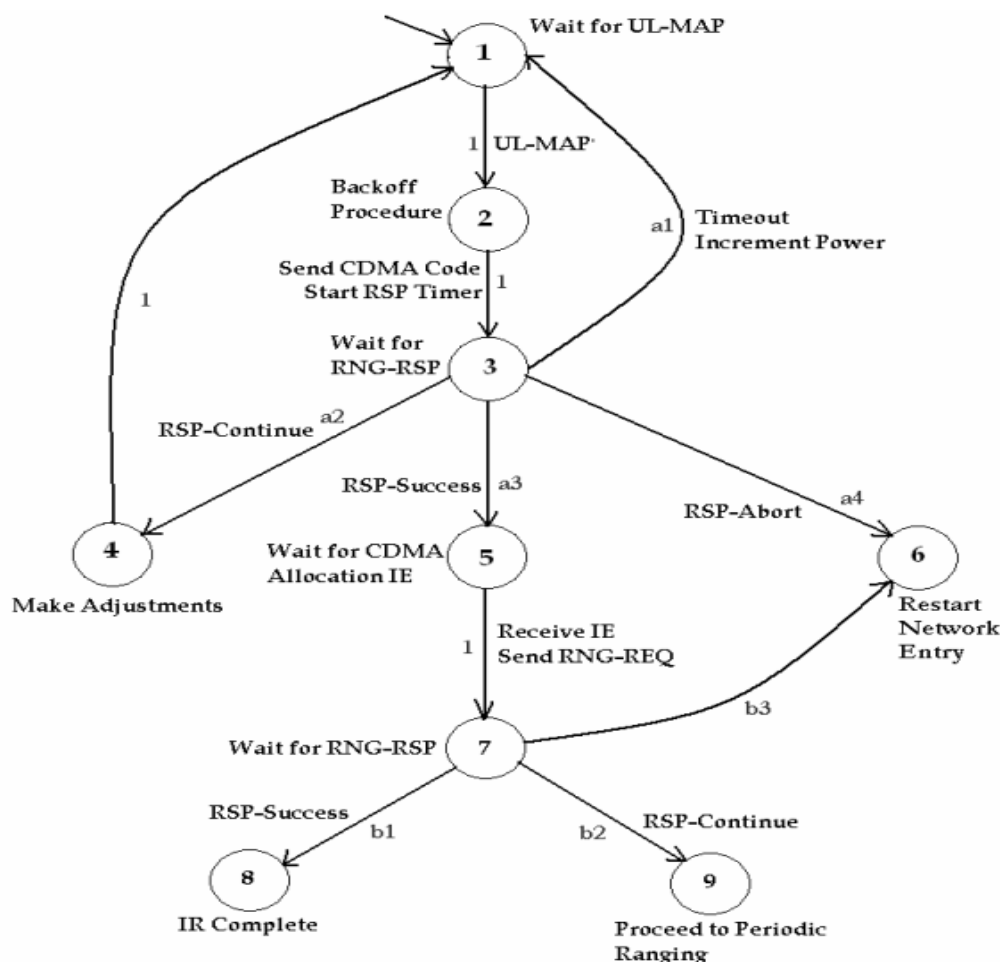 Wait for UL-MAP
1
1 UL-MAP
Backoff
Procedure
2
a1
Timeout
Increment Power
Send CDMA Code
Start RSP Timer
1
1
Wait for
RNG-RSP
3
RSP-Continue
a2
RSP-Success
a3
RSP-Abort
a4
4
Make Adjustments
Wait for CDMA
Allocation IE
5
6
Restart
Network
Entry
1
Receive IE
Send RNG-REQ
b3
Wait for RNG-RSP
7
RSP-Success
b1
b2
RSP-Continue
8
IR Complete
9
Proceed to Periodic
Ranging